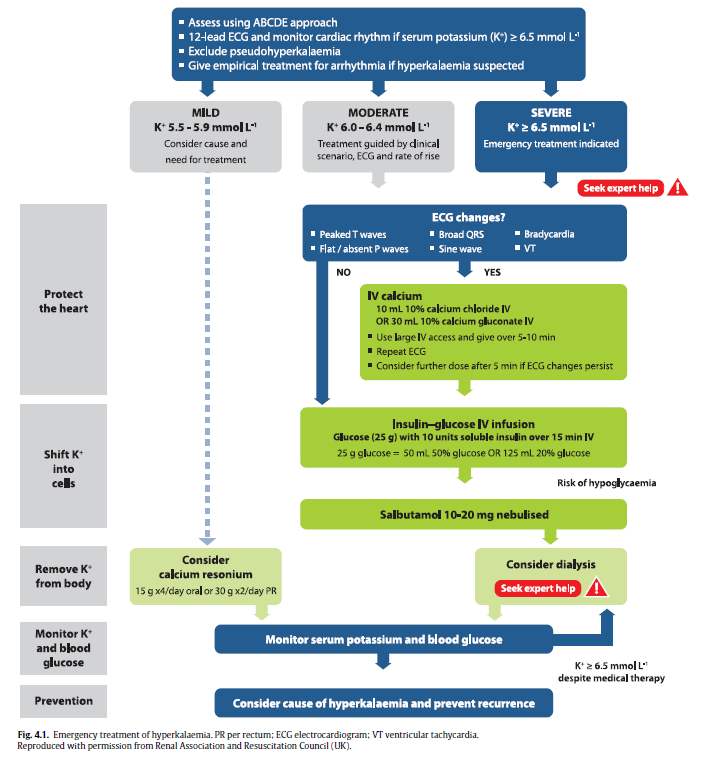 ▪ Assess using ABCDE approach
▪ 12-lead ECG and monitor cardiac rhythm if serum potassium (K⁺) ≥ 6.5 mmol L⁻¹
▪ Exclude pseudohyperkalaemia
▪ Give empirical treatment for arrhythmia if hyperkalaemia suspected
MILD
K⁺ 5.5 - 5.9 mmol L⁻¹
Consider cause and
need for treatment
MODERATE
K⁺ 6.0 - 6.4 mmol L⁻¹
Treatment guided by clinical
scenario, ECG and rate of rise
SEVERE
K⁺ ≥ 6.5 mmol L⁻¹
Emergency treatment indicated
Seek expert help !
Protect
the heart
ECG changes?
▪ Peaked T waves ▪ Broad QRS ▪ Bradycardia
▪ Flat / absent P waves ▪ Sine wave ▪ VT
NO YES
IV calcium
10 mL 10% calcium chloride IV
OR 30 mL 10% calcium gluconate IV
▪ Use large IV access and give over 5-10 min
▪ Repeat ECG
▪ Consider further dose after 5 min if ECG changes persist
Shift K⁺
into
cells
Insulin–glucose IV infusion
Glucose (25 g) with 10 units soluble insulin over 15 min IV
25 g glucose = 50 mL 50% glucose OR 125 mL 20% glucose
Risk of hypoglycaemia
Salbutamol 10-20 mg nebulised
Remove K⁺
from body
Consider
calcium resonium
15 g x4/day oral or 30 g x2/day PR
Consider dialysis
Seek expert help !
Monitor K⁺
and blood
glucose
Monitor serum potassium and blood glucose
K⁺ ≥ 6.5 mmol L⁻¹
despite medical therapy
Prevention
Consider cause of hyperkalaemia and prevent recurrence
Fig. 4.1. Emergency treatment of hyperkalaemia. PR per rectum; ECG electrocardiogram; VT ventricular tachycardia.
Reproduced with permission from Renal Association and Resuscitation Council (UK).